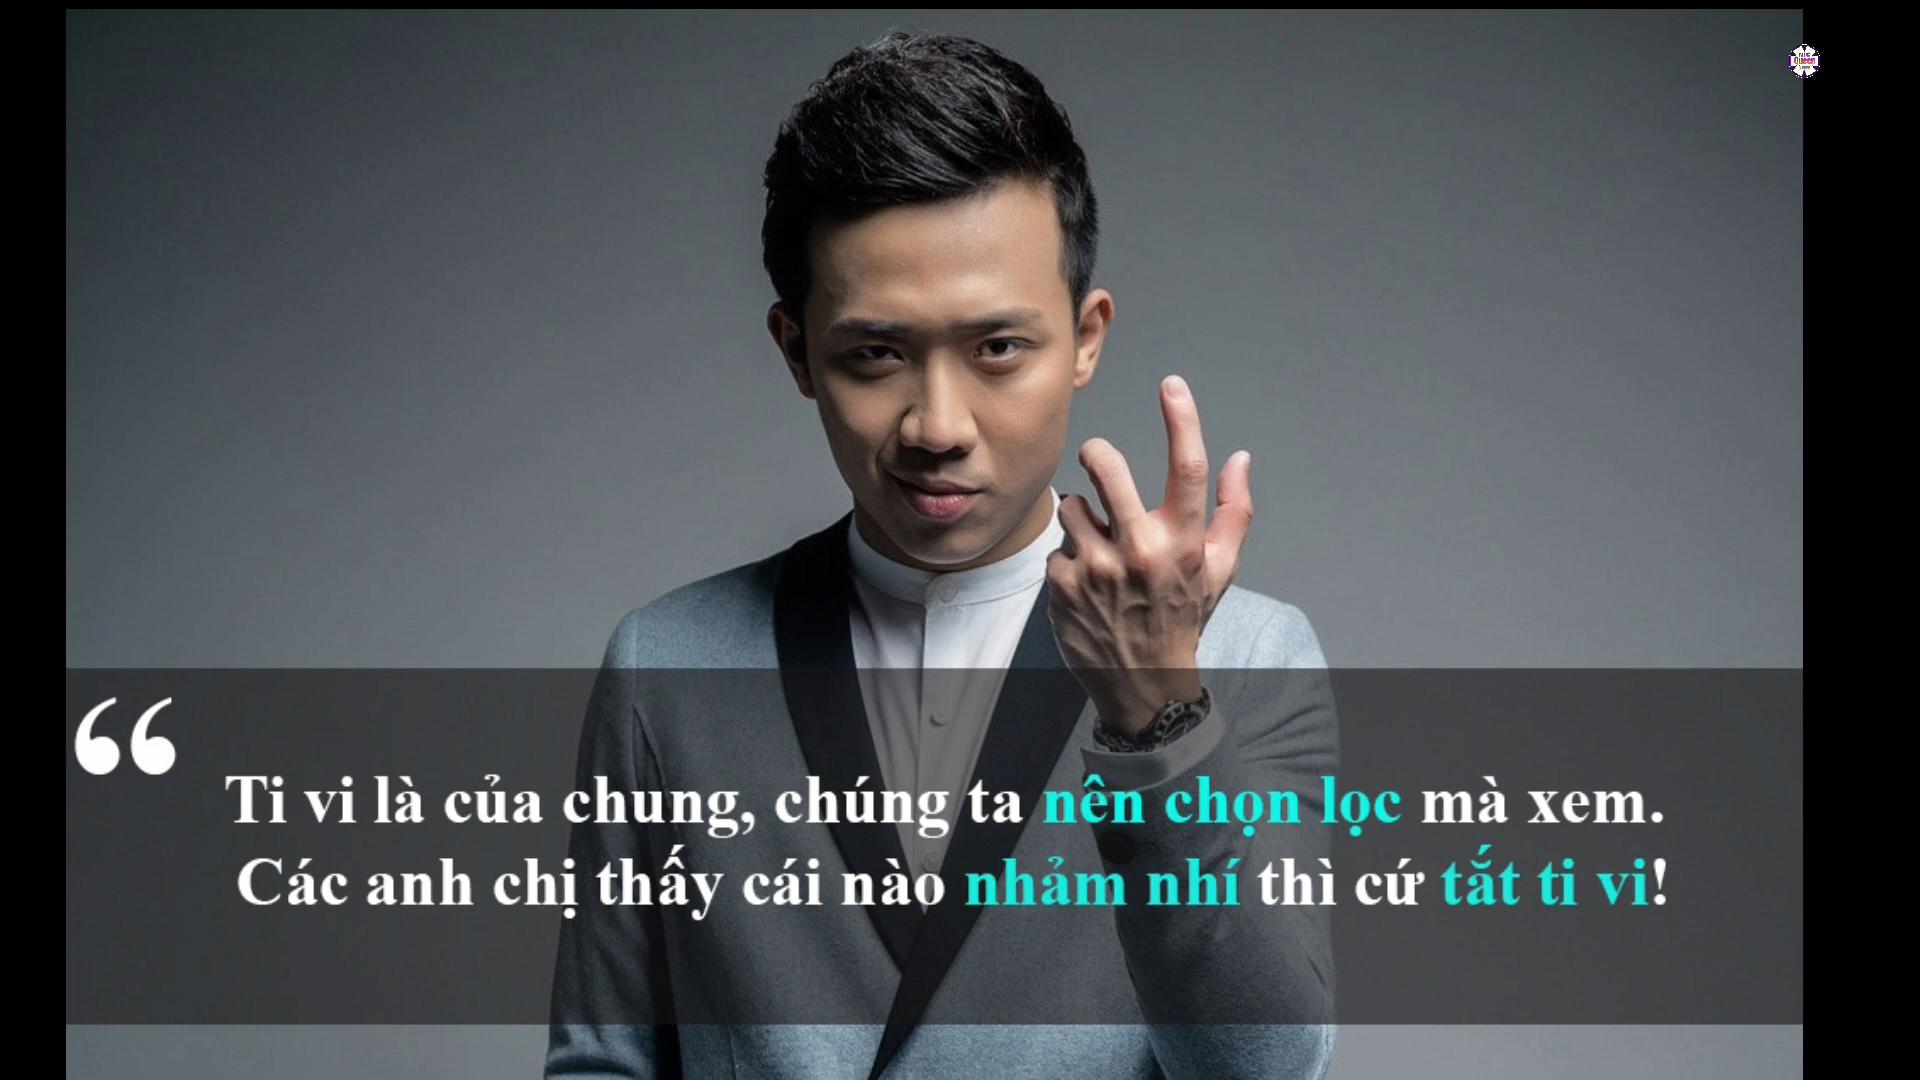 Queen
“
Ti vi là của chung, chúng ta nên chọn lọc mà xem.
Các anh chị thấy cái nào nhảm nhí thì cứ tắt ti vi!